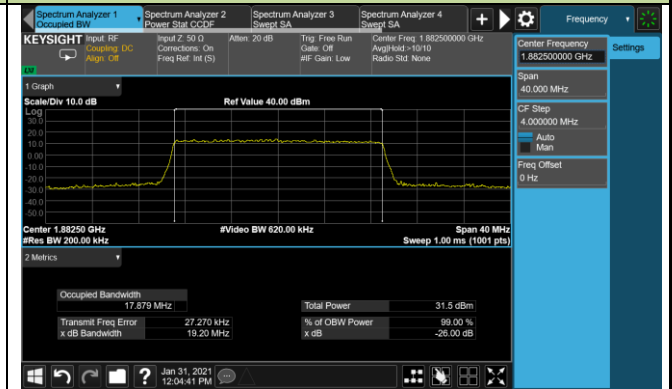 Spectrum Analyzer 1
Occupied BW
Spectrum Analyzer 2
Power Stat CCDF
Spectrum Analyzer 3
Swept SA
Spectrum Analyzer 4
Swept SA
+
Frequency
KEYSIGHT
Input: RF
Coupling: DC
Align: Off
Input Z: 50 Ω
Corrections: On
Freq Ref: Int (S)
Atten: 20 dB
Trig: Free Run
Gate: Off
#IF Gain: Low
Center Freq: 1.882500000 GHz
Avg|Hold:>10/10
Radio Std: None
Center Frequency
1.882500000 GHz
Settings
Span
40.000 MHz
CF Step
4.000000 MHz
Auto
Man
Freq Offset
0 Hz
1 Graph
Scale/Div 10.0 dB
Ref Value 40.00 dBm
Log
30.0
20.0
10.0
0.00
-10.0
-20.0
-30.0
-40.0
-50.0
Center 1.88250 GHz
#Video BW 620.00 kHz
Span 40 MHz
#Res BW 200.00 kHz
Sweep 1.00 ms (1001 pts)
2 Metrics
Occupied Bandwidth
17.879 MHz
Total Power 31.5 dBm
Transmit Freq Error 27.270 kHz
% of OBW Power 99.00 %
x dB Bandwidth 19.20 MHz
x dB -26.00 dB
?
Jan 31, 2021
12:04:41 PM